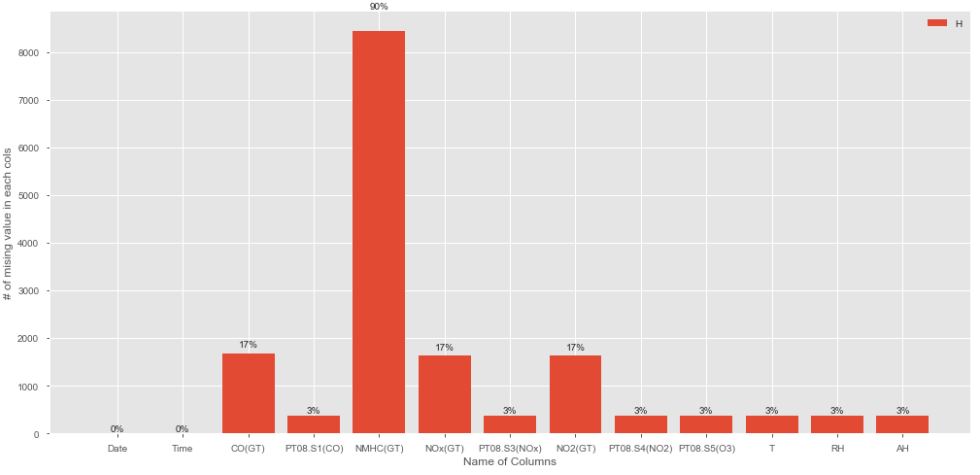 90%
H
8000
7000
6000
5000
4000
3000
2000
1000
0
# of mising value in each cols
0%
0%
17%
3%
17%
3%
17%
3%
3%
3%
3%
3%
Date
Time
CO(GT)
PT08.S1(CO)
NMHC(GT)
NOx(GT)
PT08.S3(NOx)
NO2(GT)
PT08.S4(NO2)
PT08.S5(O3)
T
RH
AH
Name of Columns